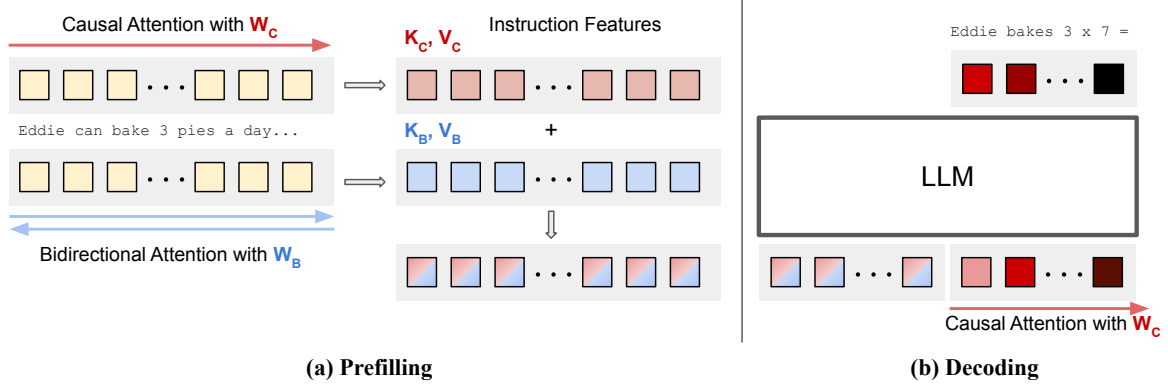 Causal Attention with W_C
Instruction Features
K_C, V_C
Eddie can bake 3 pies a day...
K_B, V_B
+
Bidirectional Attention with W_B
(a) Prefilling
Eddie bakes 3 x 7 =
LLM
Causal Attention with W_C
(b) Decoding